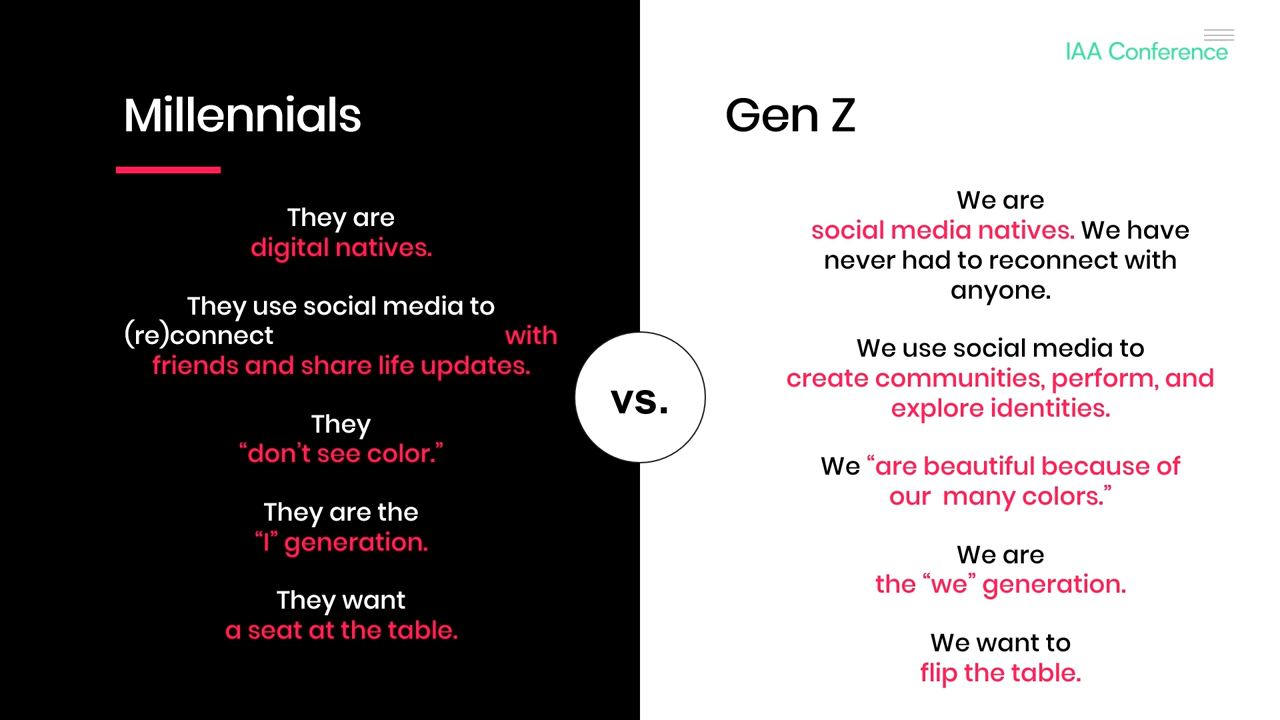 IAA Conference
Millennials
They are
digital natives.
They use social media to
(re)connect with
friends and share life updates.
They
“don’t see color.”
They are the
“I” generation.
They want
a seat at the table.
vs.
Gen Z
We are
social media natives. We have
never had to reconnect with
anyone.
We use social media to
create communities, perform, and
explore identities.
We “are beautiful because of
our  many colors.”
We are
the “we” generation.
We want to
flip the table.